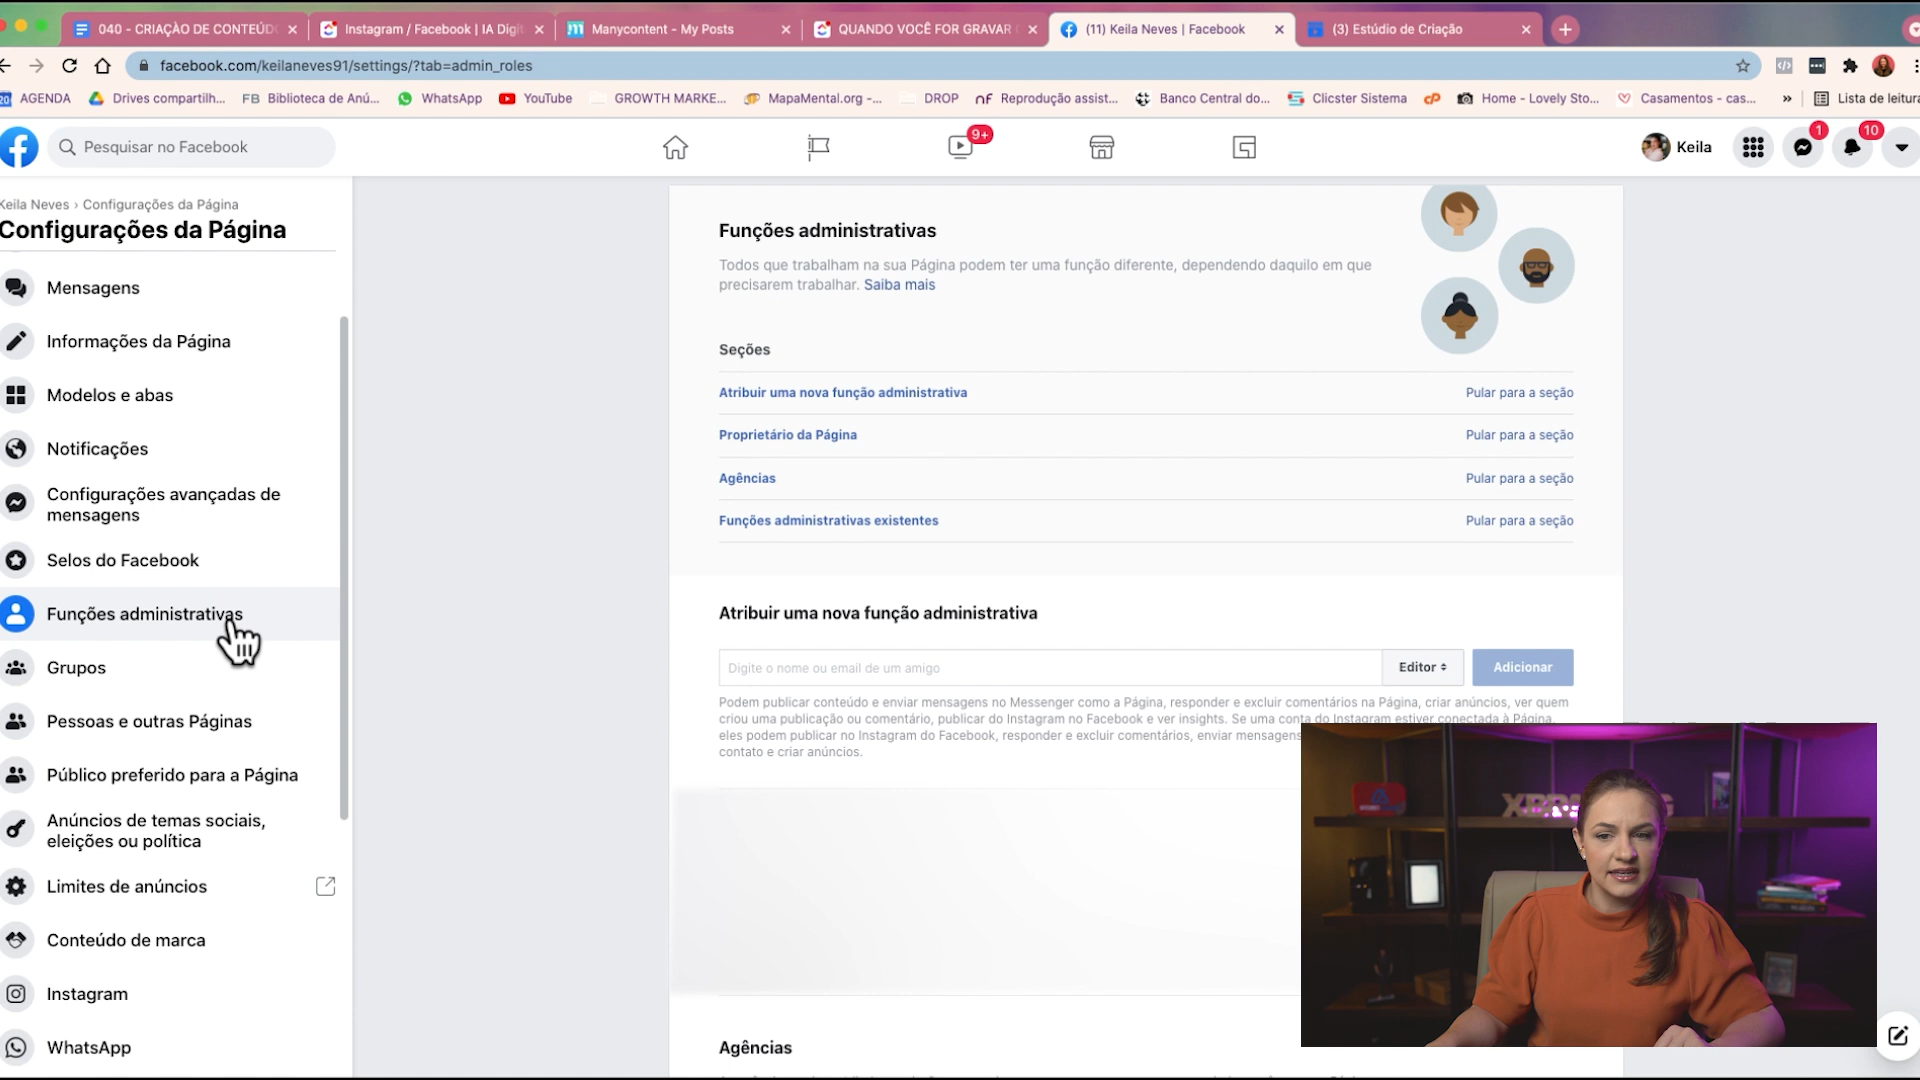 040 - CRIAÇÀO DE CONTEÚD
Instagram / Facebook | IA Digit
Manycontent - My Posts
QUANDO VOCÊ FOR GRAVAR
(11) Keila Neves | Facebook
(3) Estúdio de Criação
facebook.com/keilaneves91/settings/?tab=admin_roles
AGENDA
Drives compartilh...
FB Biblioteca de Anú...
WhatsApp
YouTube
GROWTH MARKE...
MapaMental.org -...
DROP
nf Reprodução assist...
Banco Central do...
Clicster Sistema
Home - Lovely Sto...
Casamentos - cas...
»
Lista de leitura
Pesquisar no Facebook
9+
Keila
1
10
Keila Neves › Configurações da Página
Configurações da Página
Mensagens
Informações da Página
Modelos e abas
Notificações
Configurações avançadas de
mensagens
Selos do Facebook
Funções administrativas
Grupos
Pessoas e outras Páginas
Público preferido para a Página
Anúncios de temas sociais,
eleições ou política
Limites de anúncios
Conteúdo de marca
Instagram
WhatsApp
Funções administrativas
Todos que trabalham na sua Página podem ter uma função diferente, dependendo daquilo em que
precisarem trabalhar. Saiba mais
Seções
Atribuir uma nova função administrativa Pular para a seção
Proprietário da Página Pular para a seção
Agências Pular para a seção
Funções administrativas existentes Pular para a seção
Atribuir uma nova função administrativa
Digite o nome ou email de um amigo
Editor
Adicionar
Podem publicar conteúdo e enviar mensagens no Messenger como a Página, responder e excluir comentários na Página, criar anúncios, ver quem
criou uma publicação ou comentário, publicar do Instagram no Facebook e ver insights. Se uma conta do Instagram estiver conectada à Página,
eles podem publicar no Instagram do Facebook, responder e excluir comentários, enviar mensagens
contato e criar anúncios.
Agências